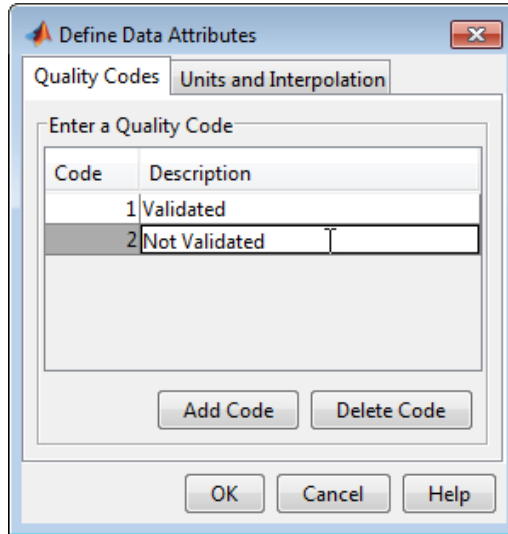 Define Data Attributes
Quality Codes Units and Interpolation
Enter a Quality Code
Code Description
1 Validated
2 Not Validated
Add Code Delete Code
OK Cancel Help